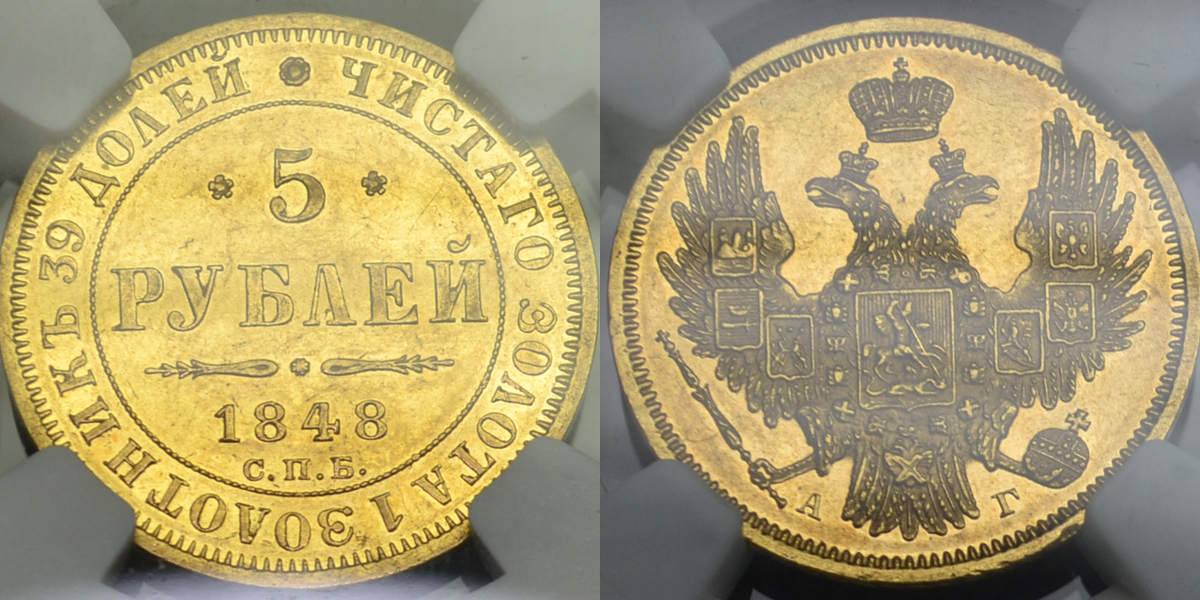 ЧИСТАГО ЗОЛОТА 1 ЗОЛОТНИКЪ 39 ДОЛЕЙ
5
РУБЛЕЙ
1848
С.П.Б.
А Г